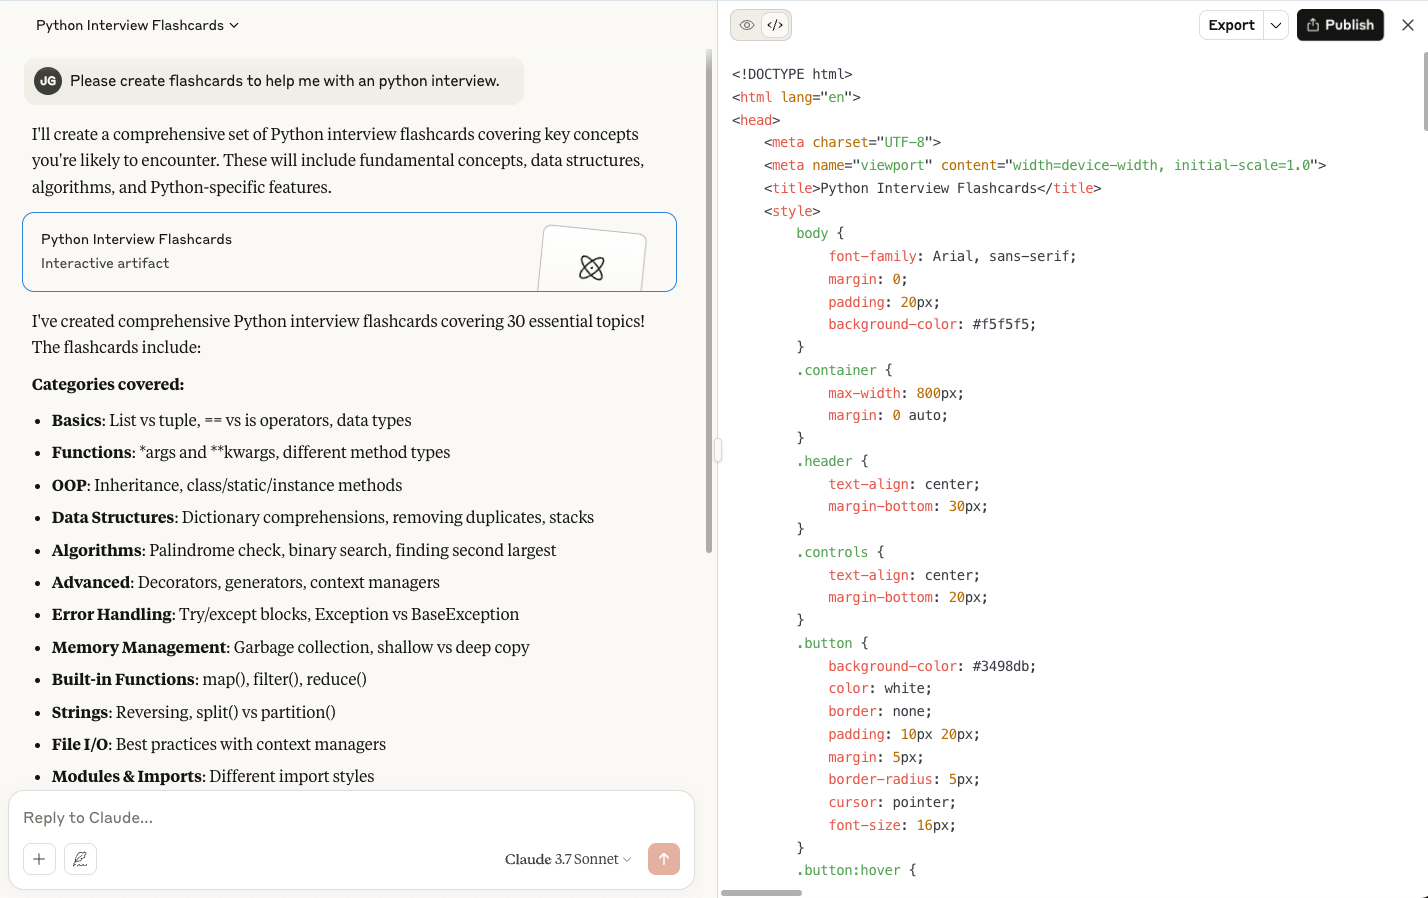 Python Interview Flashcards
JG Please create flashcards to help me with an python interview.
I'll create a comprehensive set of Python interview flashcards covering key concepts
you're likely to encounter. These will include fundamental concepts, data structures,
algorithms, and Python-specific features.
Python Interview Flashcards
Interactive artifact
I've created comprehensive Python interview flashcards covering 30 essential topics!
The flashcards include:
Categories covered:
• Basics: List vs tuple, == vs is operators, data types
• Functions: *args and **kwargs, different method types
• OOP: Inheritance, class/static/instance methods
• Data Structures: Dictionary comprehensions, removing duplicates, stacks
• Algorithms: Palindrome check, binary search, finding second largest
• Advanced: Decorators, generators, context managers
• Error Handling: Try/except blocks, Exception vs BaseException
• Memory Management: Garbage collection, shallow vs deep copy
• Built-in Functions: map(), filter(), reduce()
• Strings: Reversing, split() vs partition()
• File I/O: Best practices with context managers
• Modules & Imports: Different import styles
Reply to Claude...
Claude 3.7 Sonnet
</> Export Publish
<!DOCTYPE html>
<html lang="en">
<head>
    <meta charset="UTF-8">
    <meta name="viewport" content="width=device-width, initial-scale=1.0">
    <title>Python Interview Flashcards</title>
    <style>
        body {
            font-family: Arial, sans-serif;
            margin: 0;
            padding: 20px;
            background-color: #f5f5f5;
        }
        .container {
            max-width: 800px;
            margin: 0 auto;
        }
        .header {
            text-align: center;
            margin-bottom: 30px;
        }
        .controls {
            text-align: center;
            margin-bottom: 20px;
        }
        .button {
            background-color: #3498db;
            color: white;
            border: none;
            padding: 10px 20px;
            margin: 5px;
            border-radius: 5px;
            cursor: pointer;
            font-size: 16px;
        }
        .button:hover {